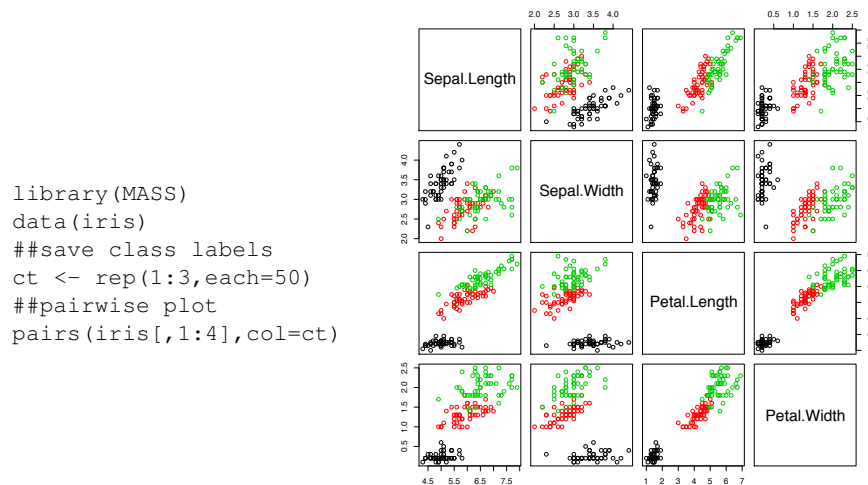 library(MASS)
data(iris)
##save class labels
ct <- rep(1:3,each=50)
##pairwise plot
pairs(iris[,1:4],col=ct)
2.0 3.0 4.0
0.5 1.0 1.5 2.0 2.5
Sepal.Length
2.0 2.5 3.0 3.5 4.0
Sepal.Width
Petal.Length
0.5 1.0 1.5 2.0 2.5
Petal.Width
4.5 5.5 6.5 7.5
1 2 3 4 5 6 7